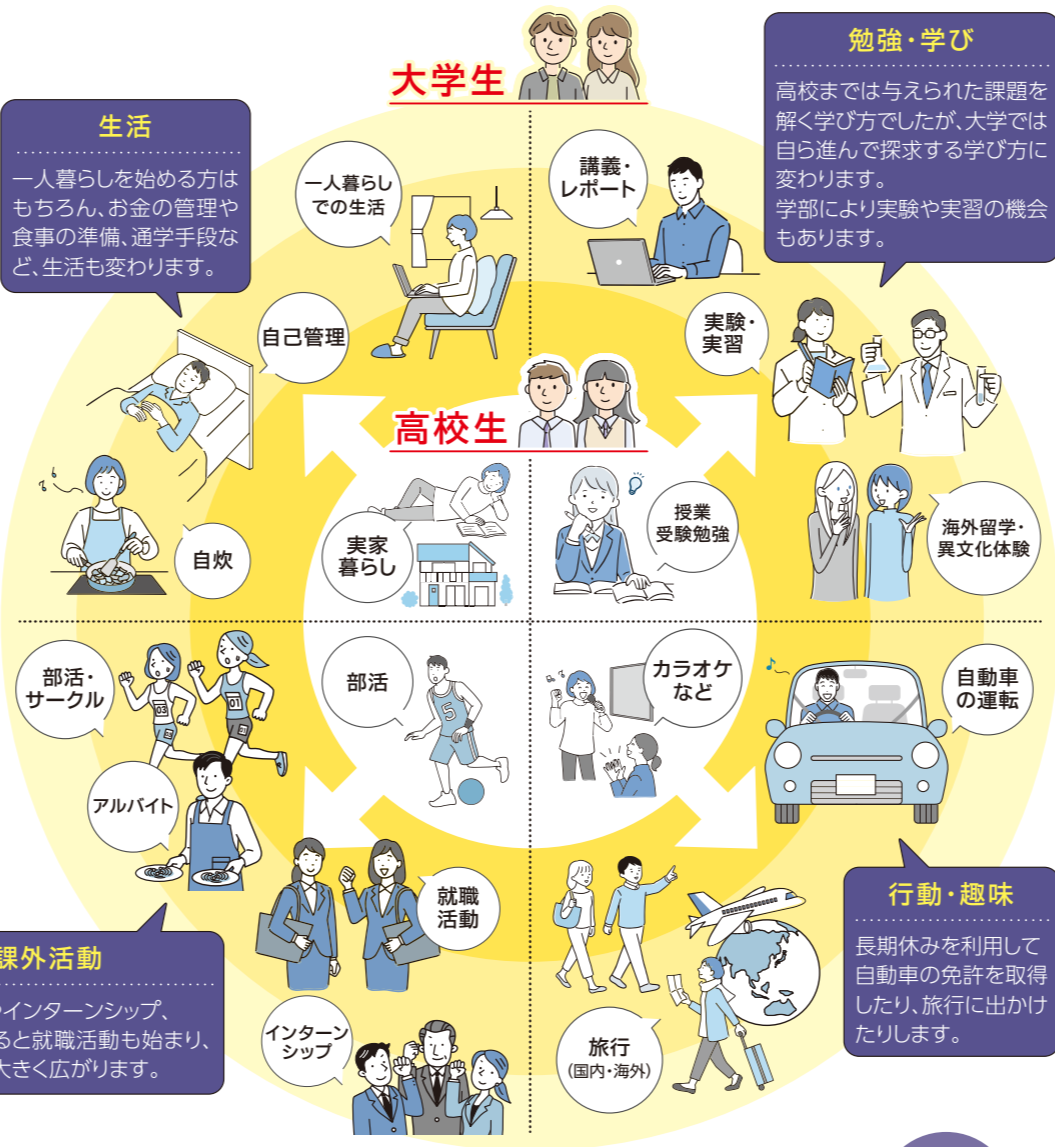 大学生
生活
一人暮らしを始める方は
もちろん、お金の管理や
食事の準備、通学手段な
ど、生活も変わります。
勉強・学び
高校までは与えられた課題を
解く学び方でしたが、大学では
自ら進んで探求する学び方に
変わります。
学部により実験や実習の機会
もあります。
一人暮らし
での生活
講義・
レポート
自己管理
実験・
実習
高校生
自炊
実家
暮らし
授業
受験勉強
海外留学・
異文化体験
部活・
サークル
03
01
31
部活
5
カラオケ
など
自動車
の運転
アルバイト
就職
活動
インターン
シップ
旅行
(国内・海外)
課外活動
インターンシップ、
ると就職活動も始まり、
大きく広がります。
行動・趣味
長期休みを利用して
自動車の免許を取得
したり、旅行に出かけ
たりします。